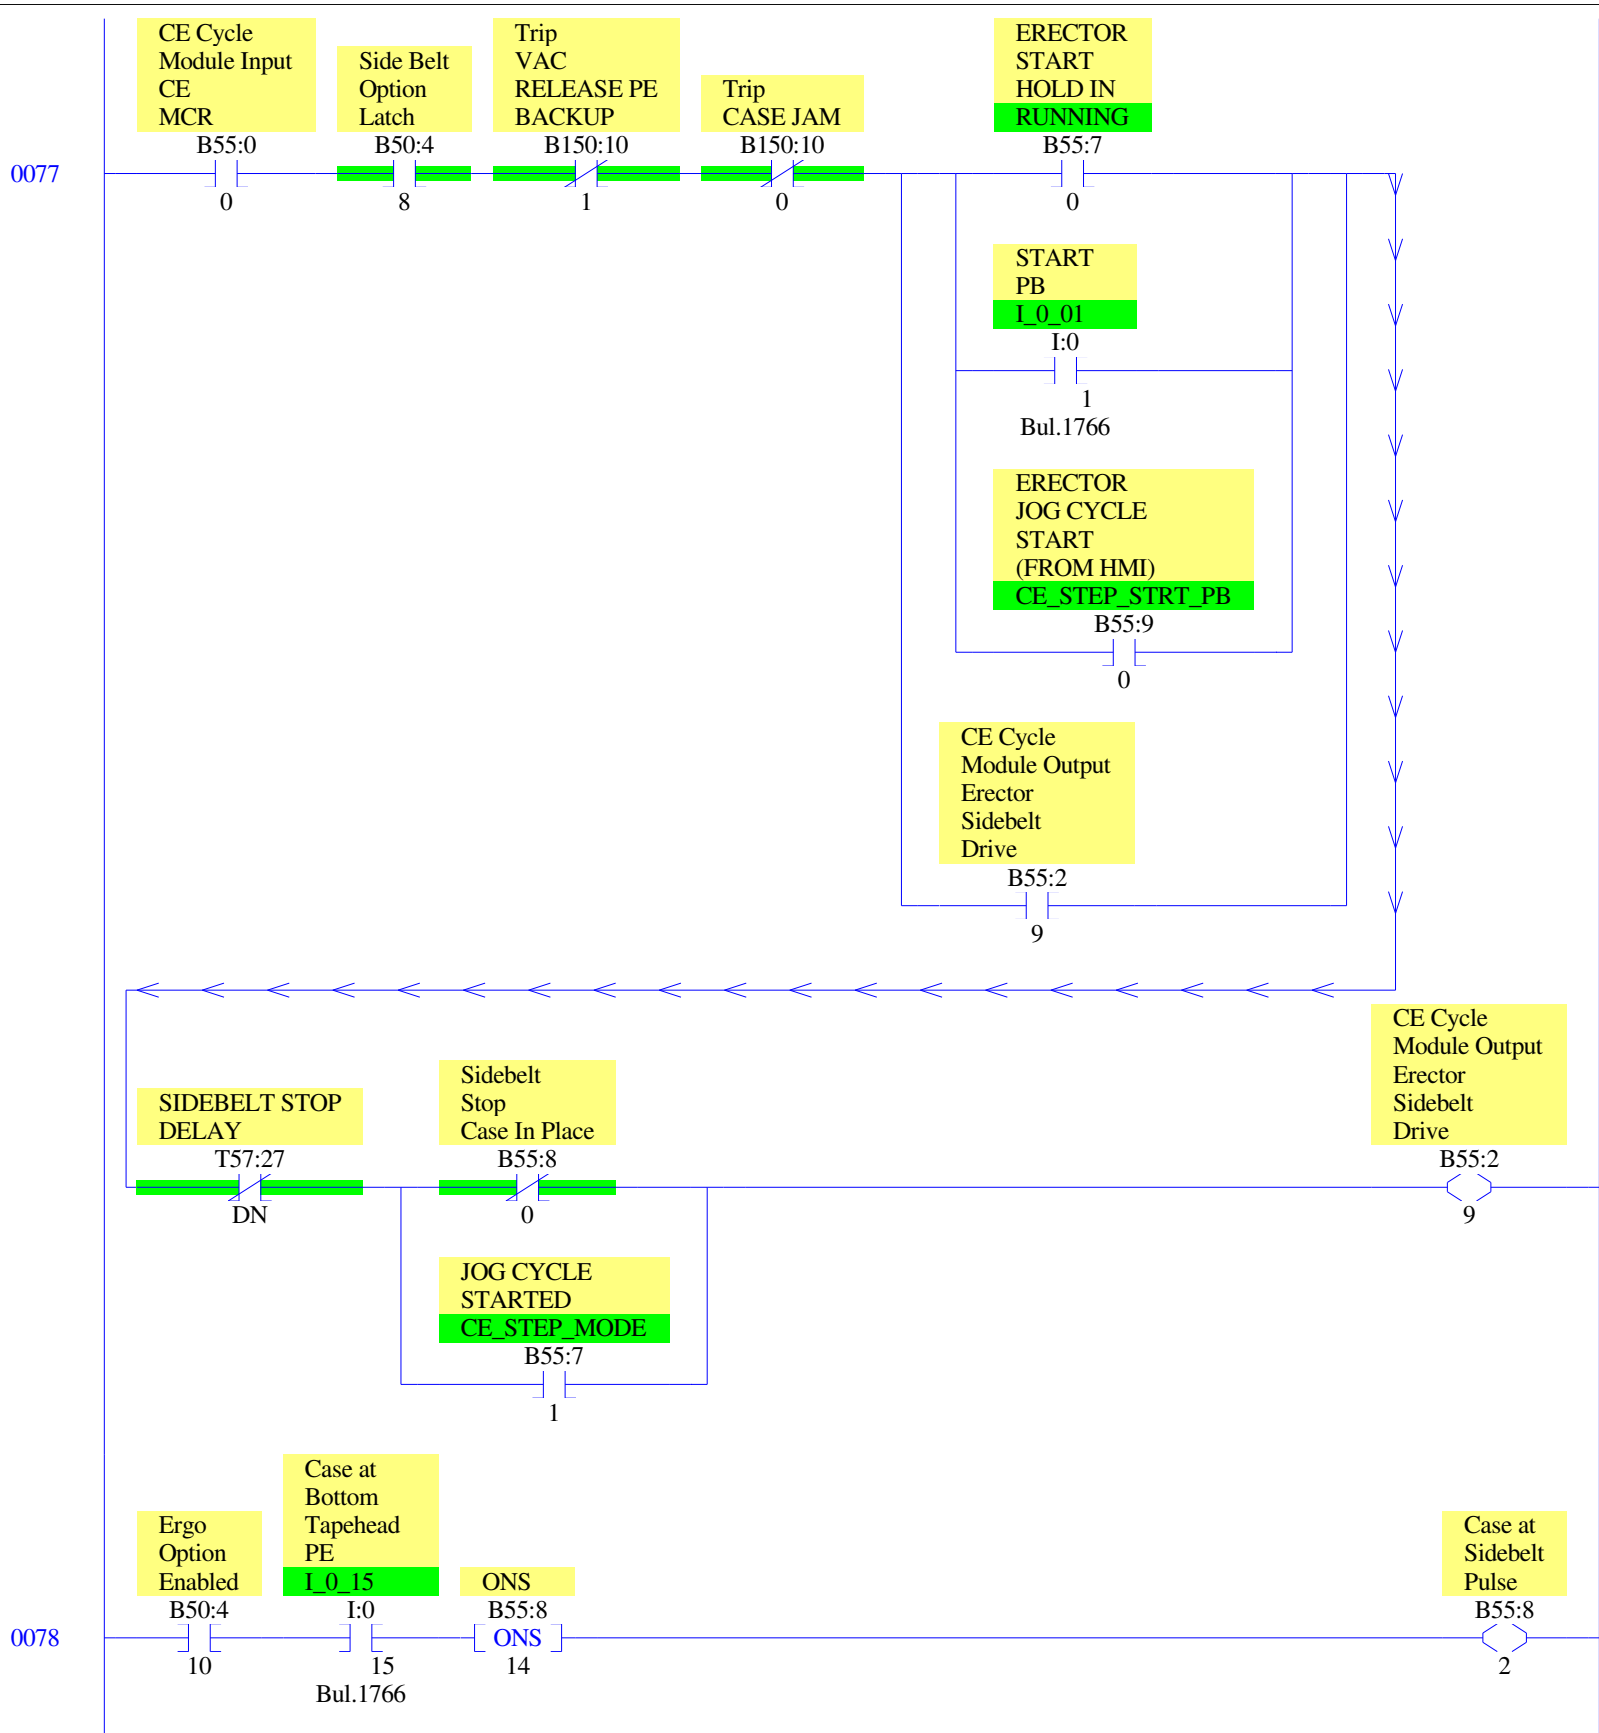 CE Cycle
Module Input
CE
MCR
B55:0
0
Side Belt
Option
Latch
B50:4
8
Trip
VAC
RELEASE PE
BACKUP
B150:10
1
Trip
CASE JAM
B150:10
0
ERECTOR
START
HOLD IN
RUNNING
B55:7
0
0077
START
PB
I_0_01
I:0
1
Bul.1766
ERECTOR
JOG CYCLE
START
(FROM HMI)
CE_STEP_STRT_PB
B55:9
0
CE Cycle
Module Output
Erector
Sidebelt
Drive
B55:2
9
SIDEBELT STOP
DELAY
T57:27
DN
Sidebelt
Stop
Case In Place
B55:8
0
CE Cycle
Module Output
Erector
Sidebelt
Drive
B55:2
9
JOG CYCLE
STARTED
CE_STEP_MODE
B55:7
1
0078
Ergo
Option
Enabled
B50:4
10
Case at
Bottom
Tapehead
PE
I_0_15
I:0
15
Bul.1766
ONS
B55:8
ONS
14
Case at
Sidebelt
Pulse
B55:8
2